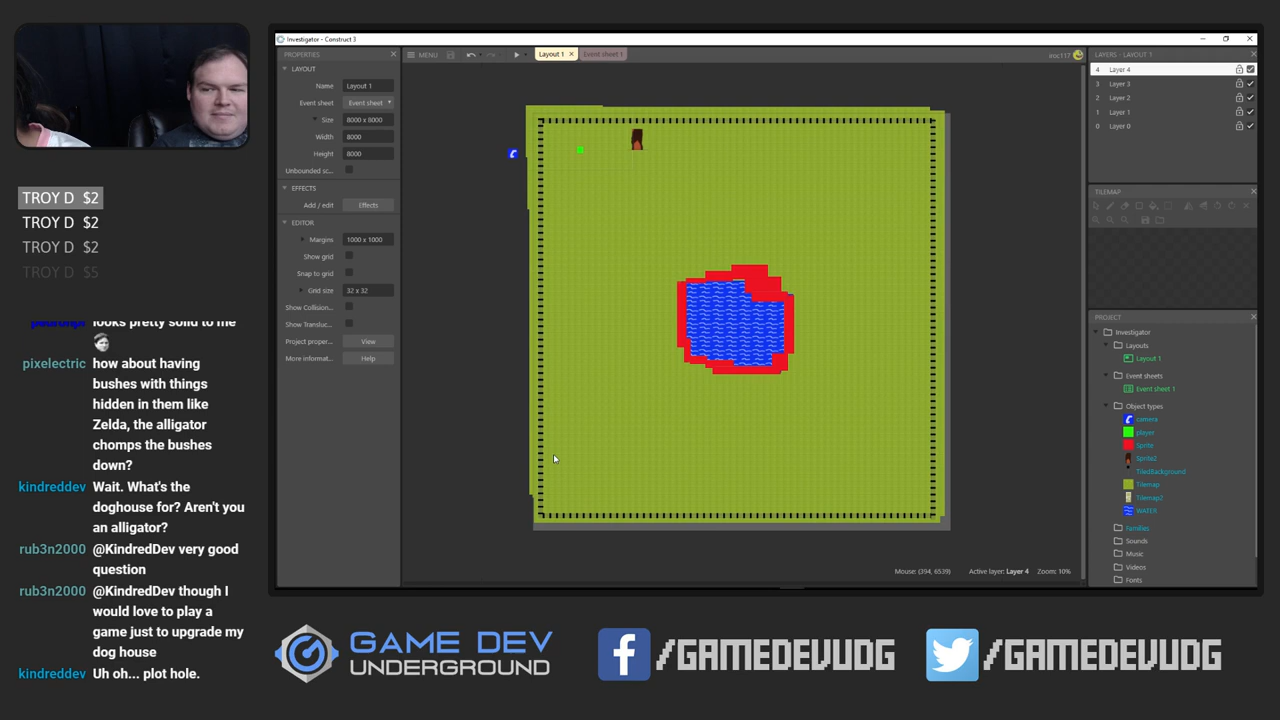 TROY D $2
TROY D $2
TROY D $2
TROY D $5
looks pretty solid to me
pixelectric how about having
bushes with things
hidden in them like
Zelda, the alligator
chomps the bushes
down?
kindreddev Wait. What's the
doghouse for? Aren't you
an alligator?
rub3n2000 @KindredDev very good
question
rub3n2000 @KindredDev though I
would love to play a
game just to upgrade my
dog house
kindreddev Uh oh... plot hole.
Investigator - Construct 3
PROPERTIES
LAYOUT
Name Layout 1
Event sheet Event sheet
Size 8000 x 8000
Width 8000
Height 8000
Unbounded sc...
EFFECTS
Add / edit Effects
EDITOR
Margins 1000 x 1000
Show grid
Snap to grid
Grid size 32 x 32
Show Collision...
Show Transluc...
Project proper... View
More informat... Help
MENU
Layout 1
Event sheet 1
iroc117
Mouse: (394, 6539) Active layer: Layer 4 Zoom: 10%
LAYERS - LAYOUT 1
4 Layer 4
3 Layer 3
2 Layer 2
1 Layer 1
0 Layer 0
TILEMAP
PROJECT
Investigator
Layouts
Layout 1
Event sheets
Event sheet 1
Object types
camera
player
Sprite
Sprite2
TiledBackground
Tilemap
Tilemap2
WATER
Families
Sounds
Music
Videos
Fonts
GAME DEV
UNDERGROUND
/GAMEDEVUDG
/GAMEDEVUDG